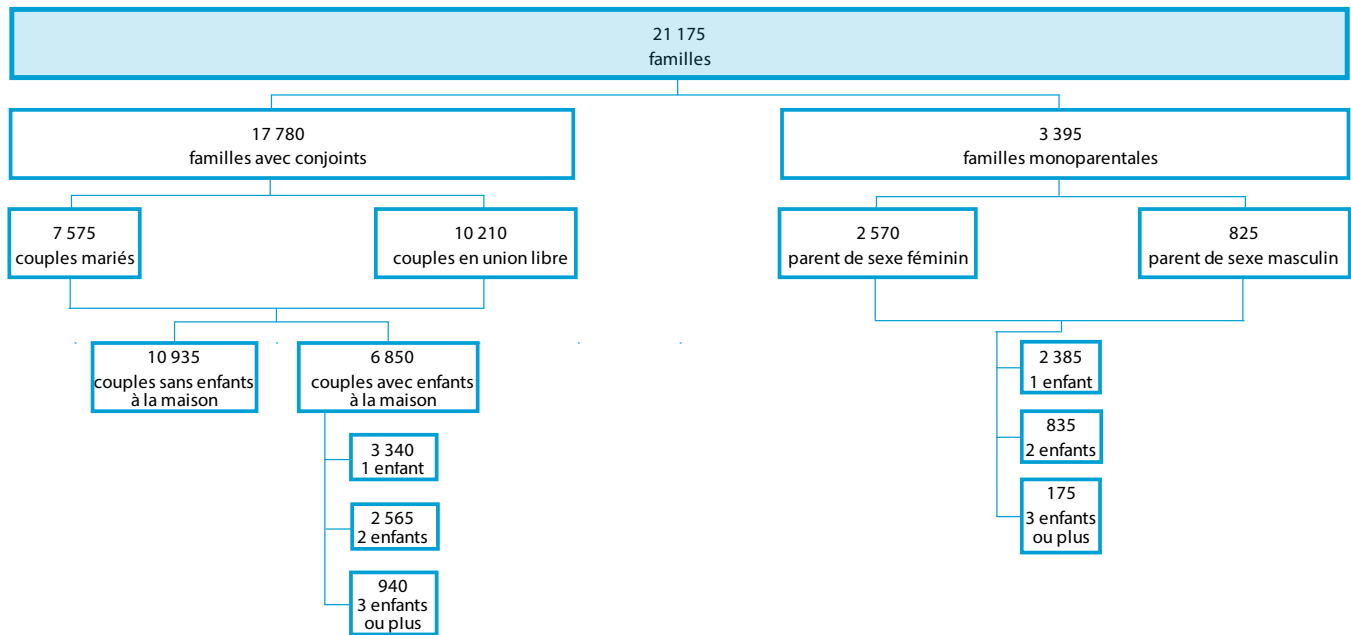 21 175
familles
17 780
familles avec conjoints
3 395
familles monoparentales
7 575
couples mariés
10 210
couples en union libre
2 570
parent de sexe féminin
825
parent de sexe masculin
10 935
couples sans enfants
à la maison
6 850
couples avec enfants
à la maison
3 340
1 enfant
2 565
2 enfants
940
3 enfants
ou plus
2 385
1 enfant
835
2 enfants
175
3 enfants
ou plus